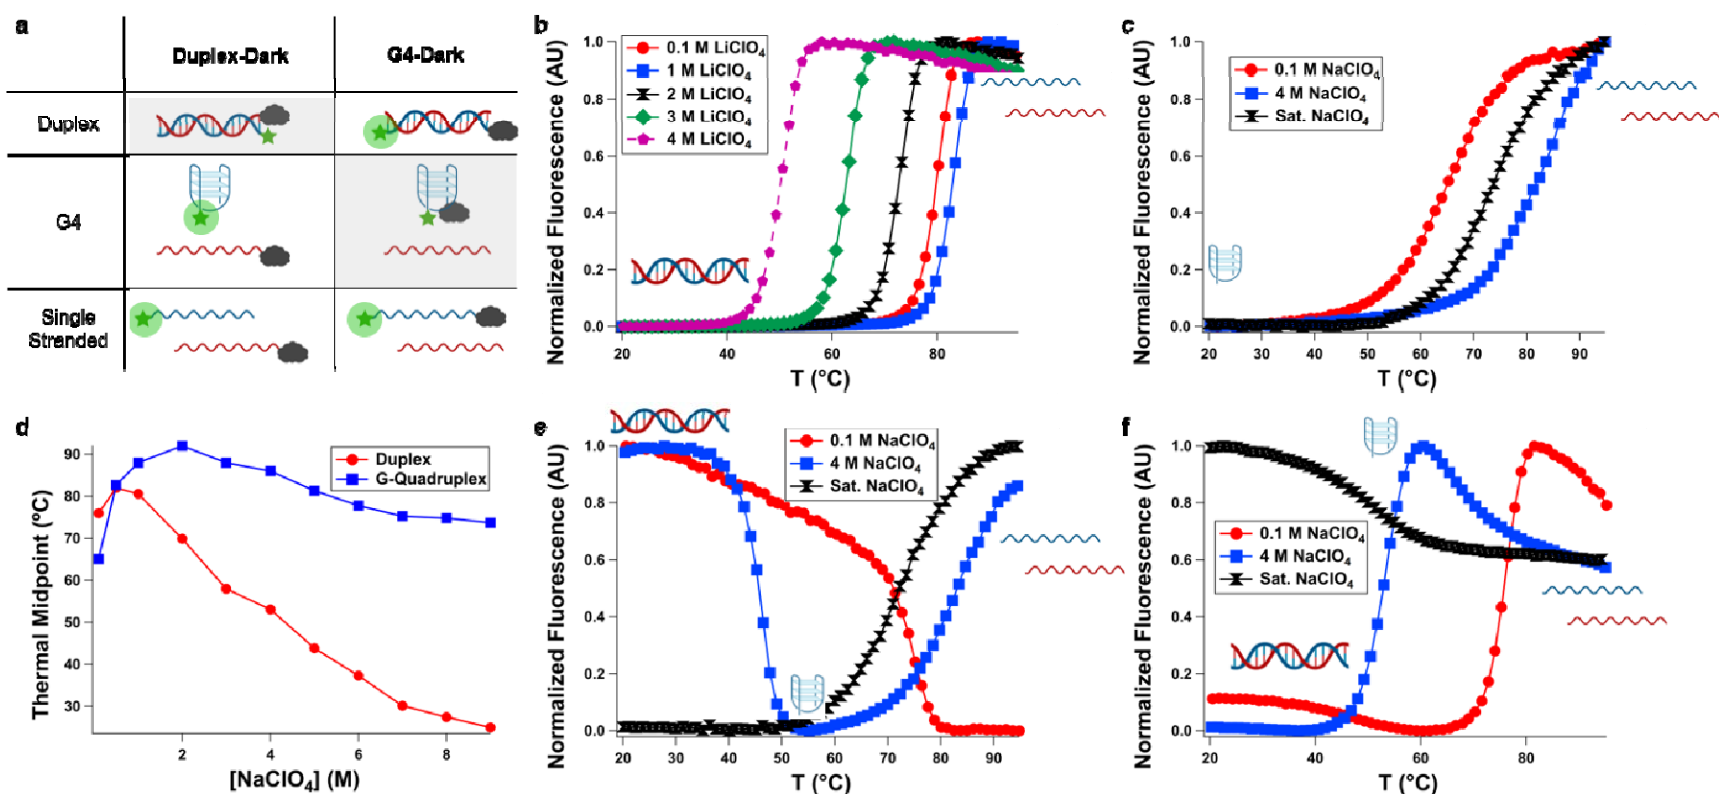 a
Duplex-Dark
G4-Dark
Duplex
G4
Single
Stranded
b
Normalized Fluorescence (AU)
1.0
0.8
0.6
0.4
0.2
0.0
0.1 M LiClO4
1 M LiClO4
2 M LiClO4
3 M LiClO4
4 M LiClO4
20 40 60 80
T (°C)
c
Normalized Fluorescence (AU)
1.0
0.8
0.6
0.4
0.2
0.0
0.1 M NaClO4
4 M NaClO4
Sat. NaClO4
20 30 40 50 60 70 80 90
T (°C)
d
Thermal Midpoint (°C)
90
80
70
60
50
40
30
Duplex
G-Quadruplex
2 4 6 8
[NaClO4] (M)
e
Normalized Fluorescence (AU)
1.0
0.8
0.6
0.4
0.2
0.0
0.1 M NaClO4
4 M NaClO4
Sat. NaClO4
20 30 40 50 60 70 80 90
T (°C)
f
Normalized Fluorescence (AU)
1.0
0.8
0.6
0.4
0.2
0.0
0.1 M NaClO4
4 M NaClO4
Sat. NaClO4
20 40 60 80
T (°C)